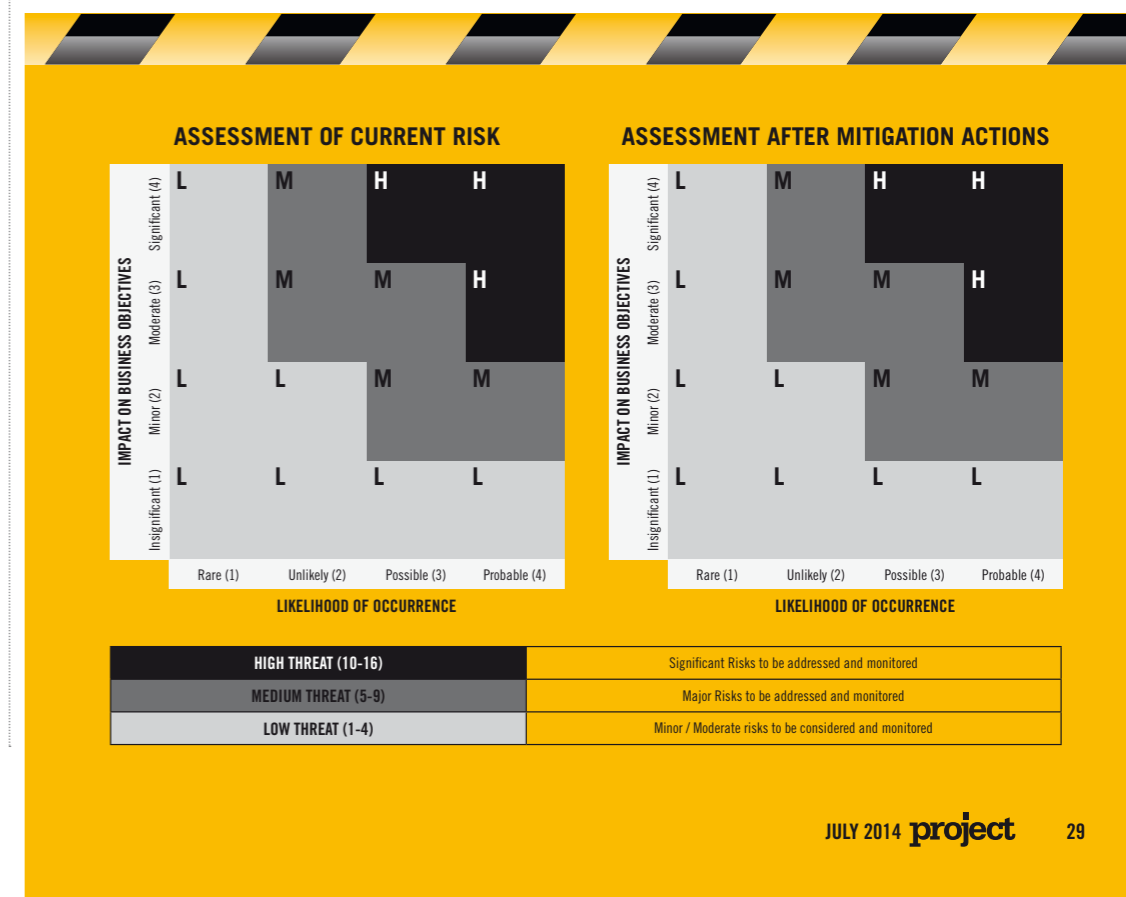 ASSESSMENT OF CURRENT RISK
IMPACT ON BUSINESS OBJECTIVES
Significant (4)
L M H H
Moderate (3)
L M M H
Minor (2)
L L M M
Insignificant (1)
L L L L
Rare (1) Unlikely (2) Possible (3) Probable (4)
LIKELIHOOD OF OCCURRENCE
ASSESSMENT AFTER MITIGATION ACTIONS
IMPACT ON BUSINESS OBJECTIVES
Significant (4)
L M H H
Moderate (3)
L M M H
Minor (2)
L L M M
Insignificant (1)
L L L L
Rare (1) Unlikely (2) Possible (3) Probable (4)
LIKELIHOOD OF OCCURRENCE
HIGH THREAT (10-16) Significant Risks to be addressed and monitored
MEDIUM THREAT (5-9) Major Risks to be addressed and monitored
LOW THREAT (1-4) Minor / Moderate risks to be considered and monitored
JULY 2014 project 29